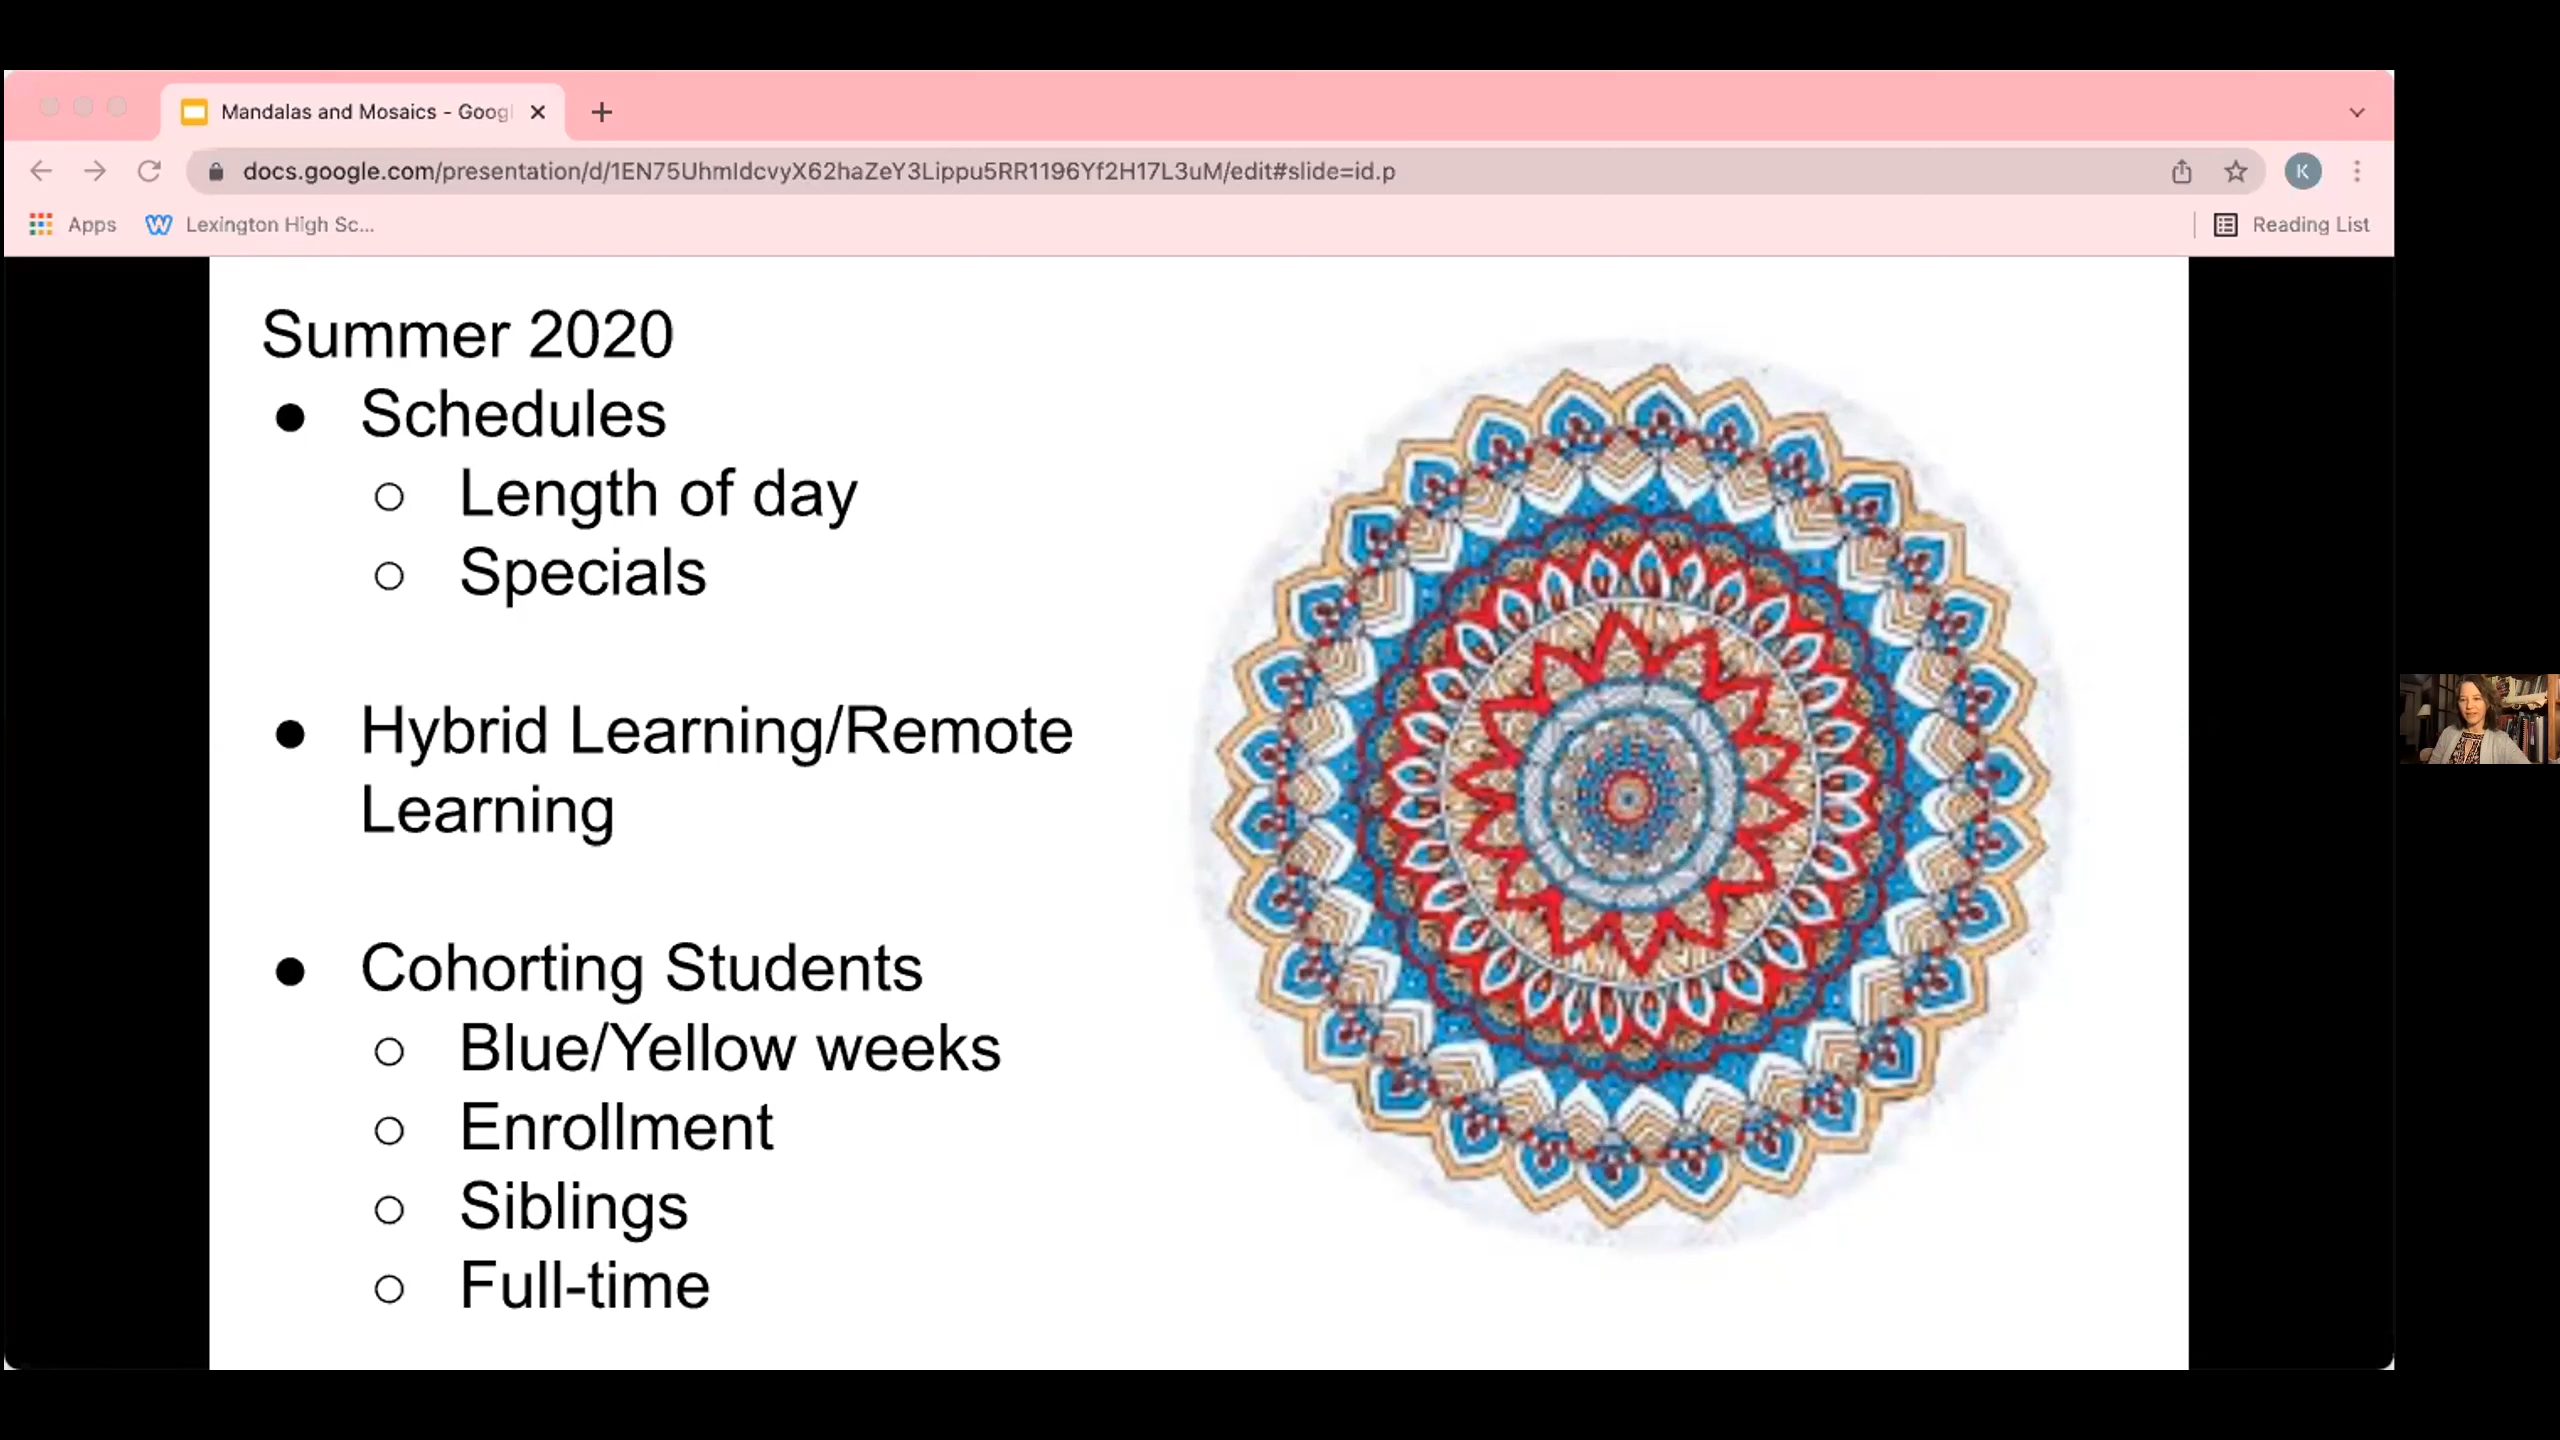 Mandalas and Mosaics - Googl
docs.google.com/presentation/d/1EN75UhmIdcvyX62haZeY3Lippu5RR1196Yf2H17L3uM/edit#slide=id.p
K
Apps
Lexington High Sc...
Reading List
Summer 2020
● Schedules
○ Length of day
○ Specials
● Hybrid Learning/Remote
Learning
● Cohorting Students
○ Blue/Yellow weeks
○ Enrollment
○ Siblings
○ Full-time